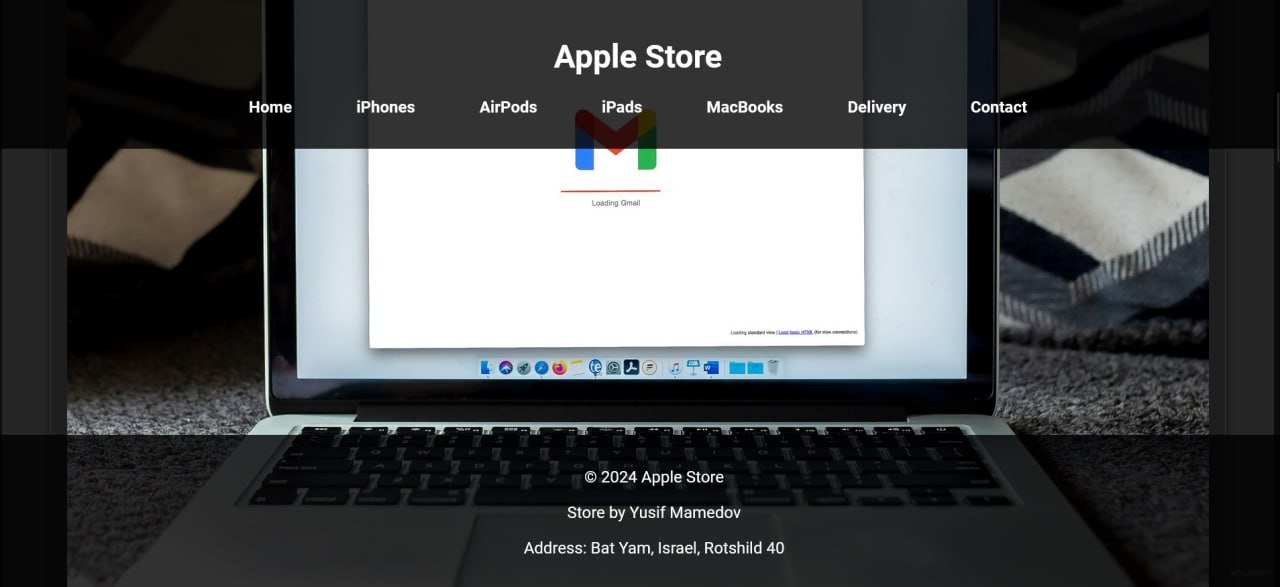 Apple Store
Home iPhones AirPods iPads MacBooks Delivery Contact
Loading Gmail
Loading standard view | Load basic HTML (for slow connections)
© 2024 Apple Store
Store by Yusif Mamedov
Address: Bat Yam, Israel, Rotshild 40